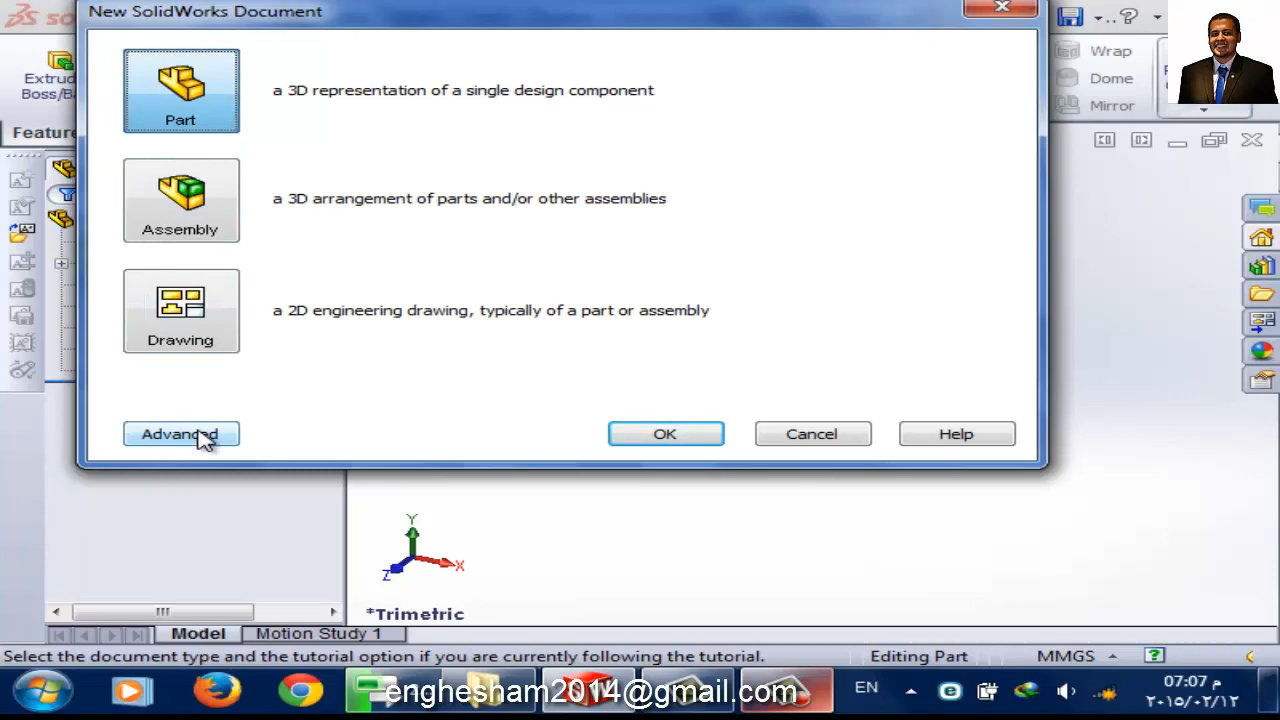 New SolidWorks Document
Part
a 3D representation of a single design component
Assembly
a 3D arrangement of parts and/or other assemblies
Drawing
a 2D engineering drawing, typically of a part or assembly
Advanced
OK
Cancel
Help
Wrap
Dome
Mirror
Y
X
Z
*Trimetric
Model
Motion Study 1
Select the document type and the tutorial option if you are currently following the tutorial.
Editing Part
MMGS
enghesham2014@gmail.com
EN
07:07 م
٢٠١٥/٠٢/١٢